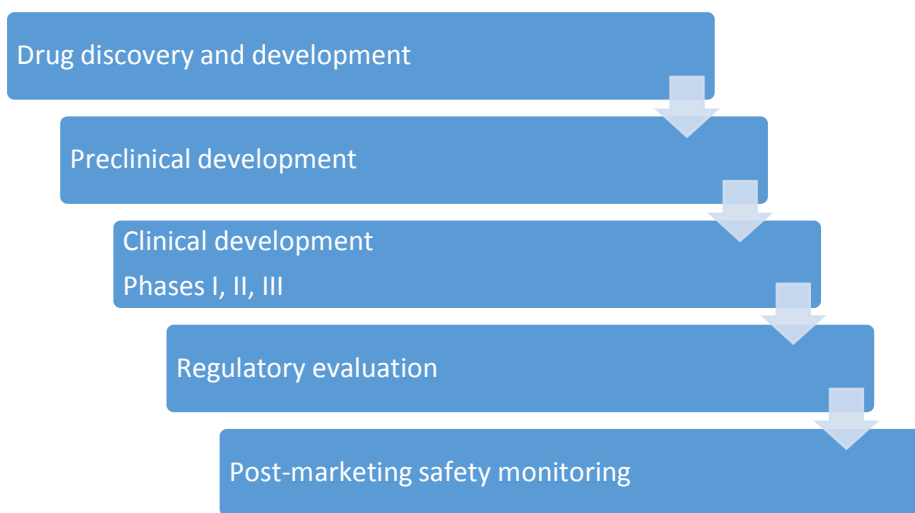 Drug discovery and development
Preclinical development
Clinical development
Phases I, II, III
Regulatory evaluation
Post-marketing safety monitoring